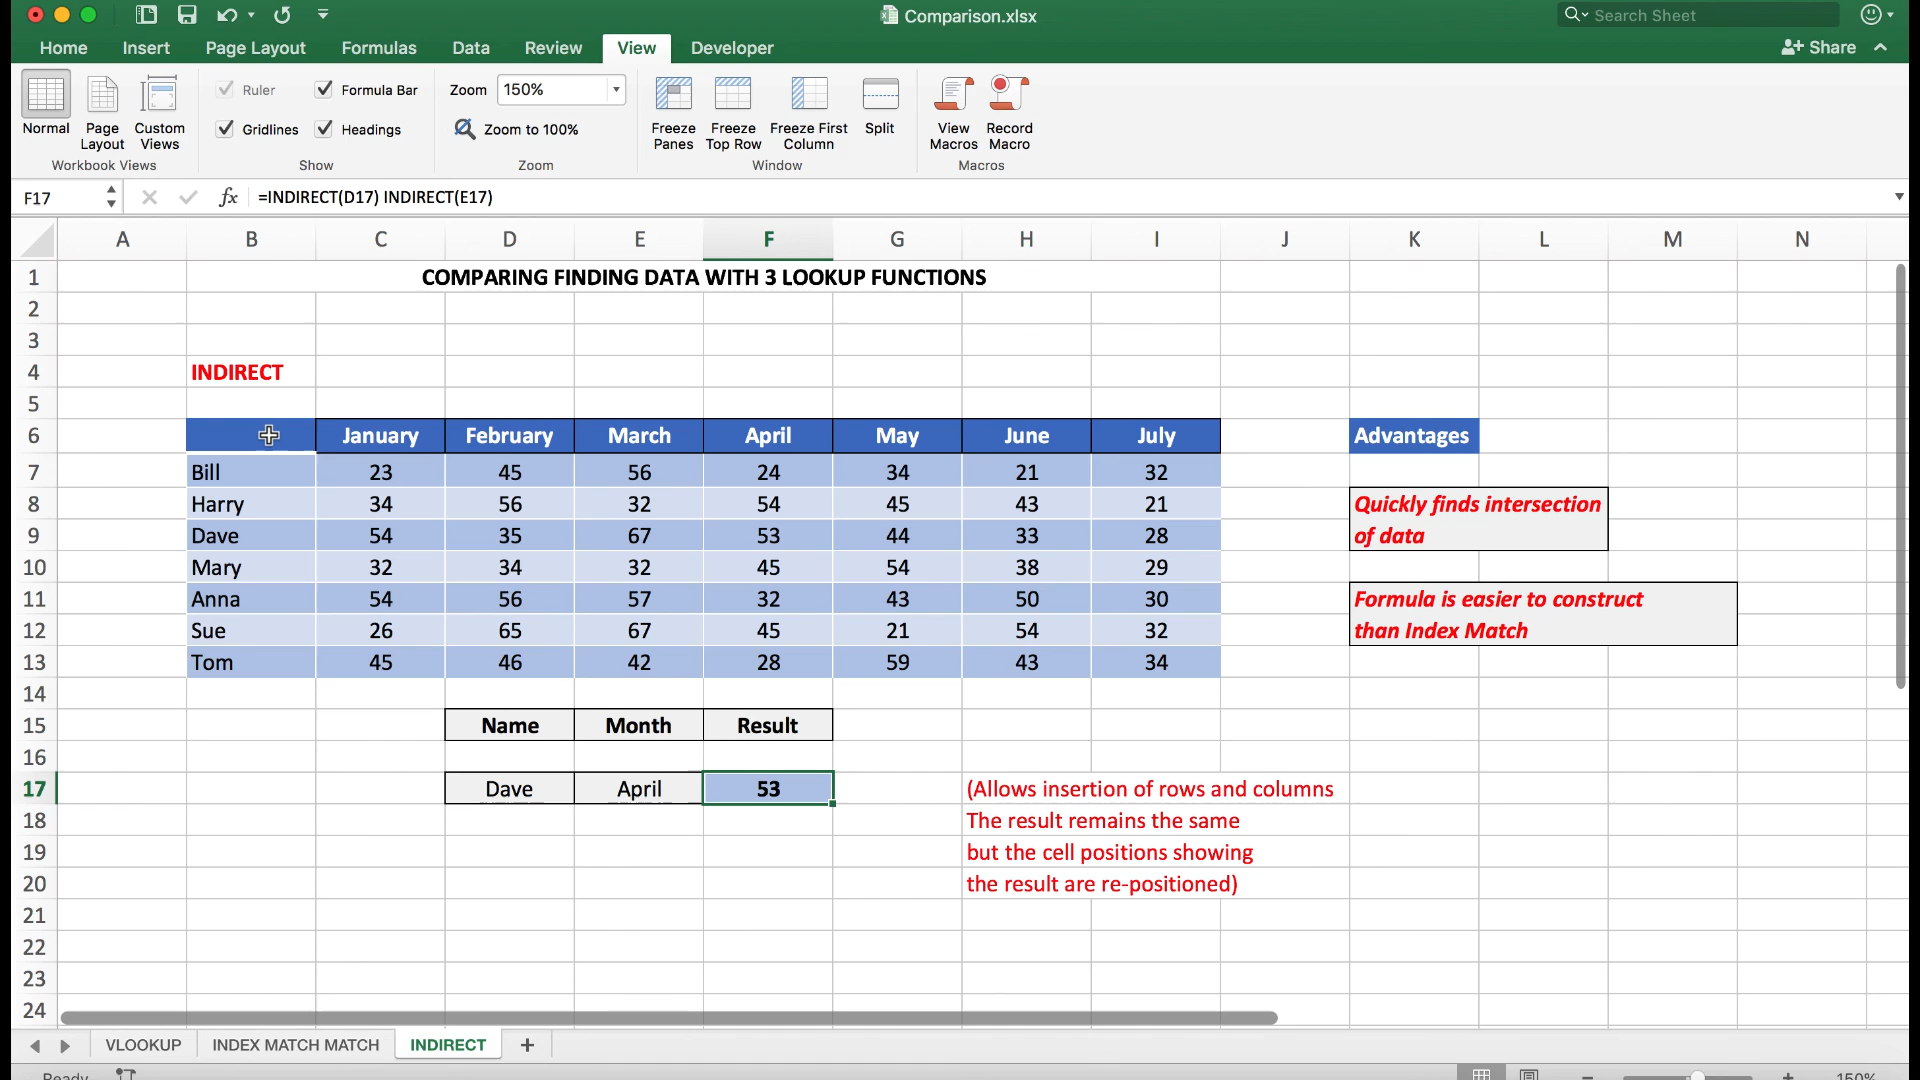 Comparison.xlsx
Search Sheet
Home Insert Page Layout Formulas Data Review View Developer
Share
Normal
Page Layout
Custom Views
Workbook Views
Ruler
Formula Bar
Gridlines
Headings
Show
Zoom 150%
Zoom to 100%
Zoom
Freeze Panes
Freeze Top Row
Freeze First Column
Split
Window
View Macros
Record Macro
Macros
F17 fx =INDIRECT(D17) INDIRECT(E17)
A B C D E F G H I J K L M N
1 COMPARING FINDING DATA WITH 3 LOOKUP FUNCTIONS
2
3
4 INDIRECT
5
6 January February March April May June July Advantages
7 Bill 23 45 56 24 34 21 32
8 Harry 34 56 32 54 45 43 21 Quickly finds intersection
9 Dave 54 35 67 53 44 33 28 of data
10 Mary 32 34 32 45 54 38 29
11 Anna 54 56 57 32 43 50 30 Formula is easier to construct
12 Sue 26 65 67 45 21 54 32 than Index Match
13 Tom 45 46 42 28 59 43 34
14
15 Name Month Result
16
17 Dave April 53 (Allows insertion of rows and columns
18 The result remains the same
19 but the cell positions showing
20 the result are re-positioned)
21
22
23
24
VLOOKUP INDEX MATCH MATCH INDIRECT +
Ready 150%